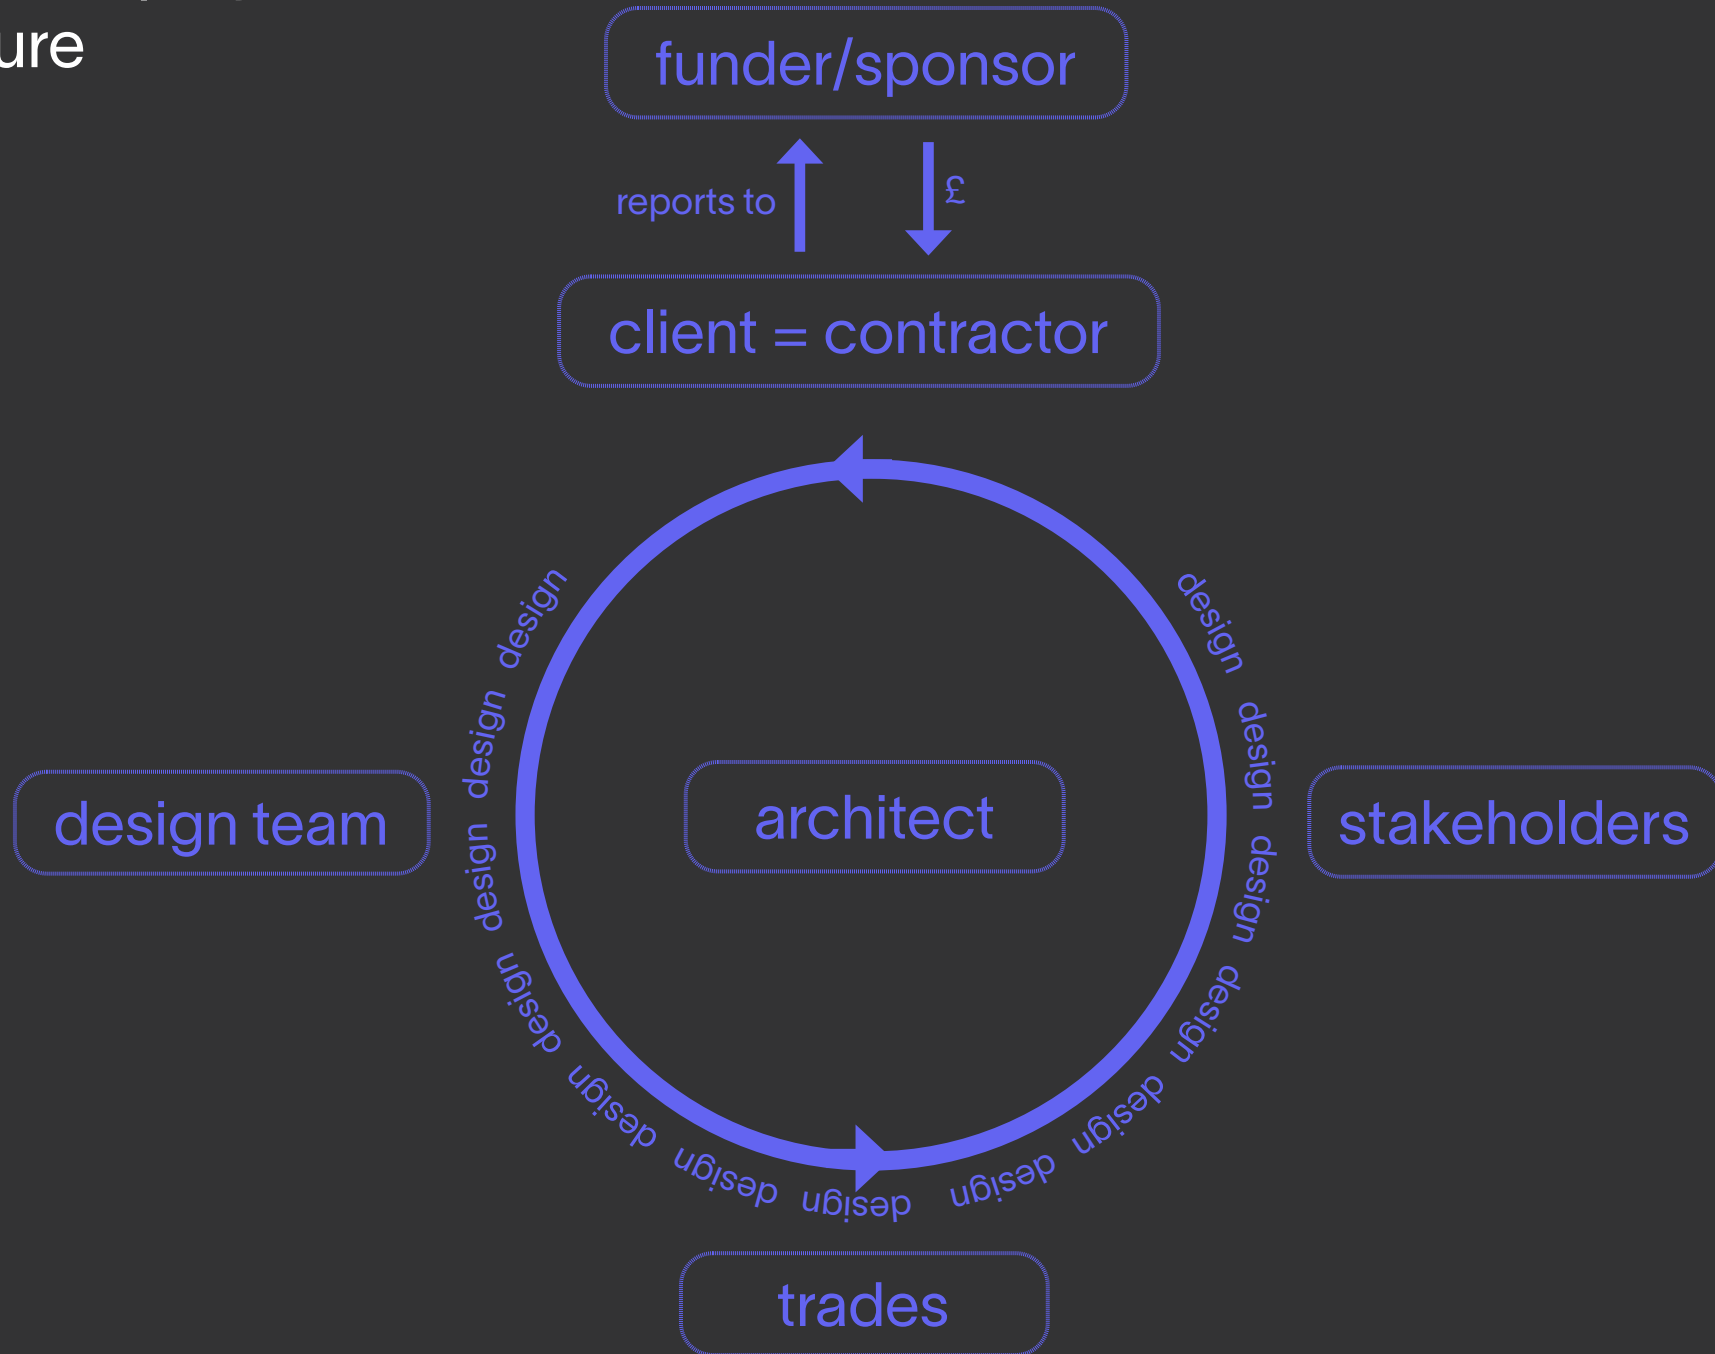 ure
funder/sponsor
reports to
£
client = contractor
design design design design design design design design design design design design design
design team
architect
stakeholders
trades